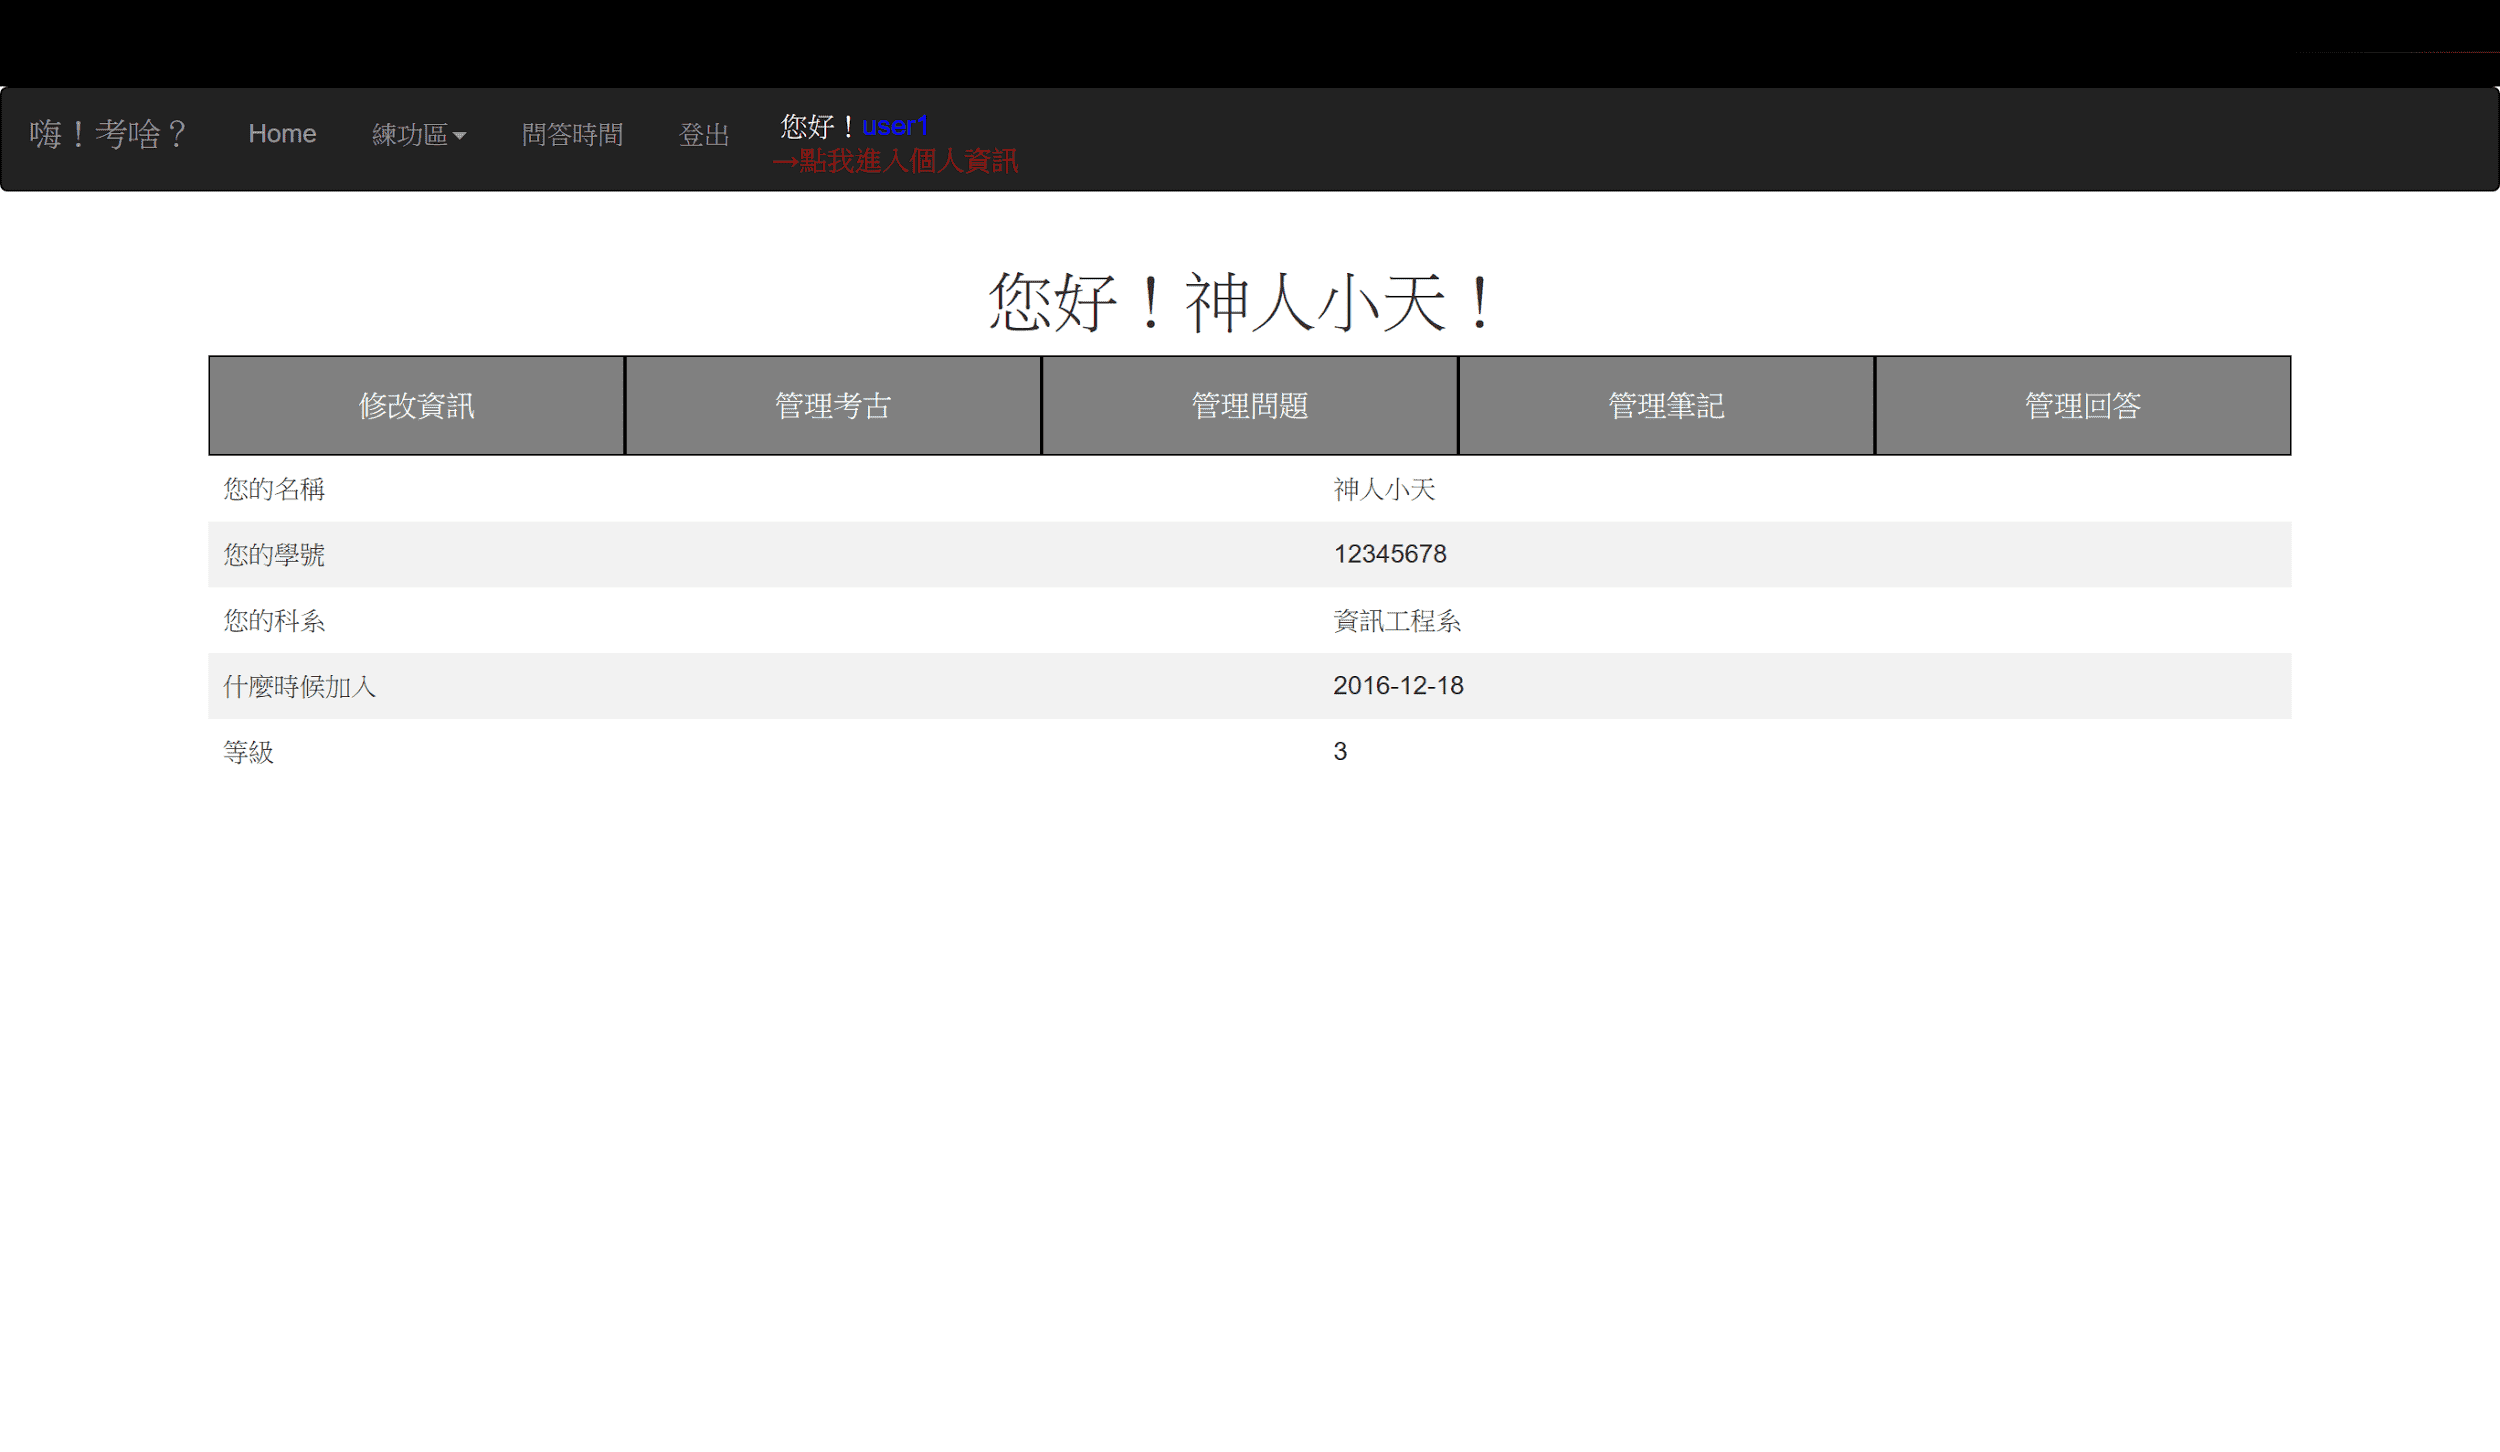 嗨！考啥？ Home 練功區 問答時間 登出 您好！user1
→點我進入個人資訊
您好！神人小天！
修改資訊 管理考古 管理問題 管理筆記 管理回答
您的名稱 神人小天
您的學號 12345678
您的科系 資訊工程系
什麼時候加入 2016-12-18
等級 3